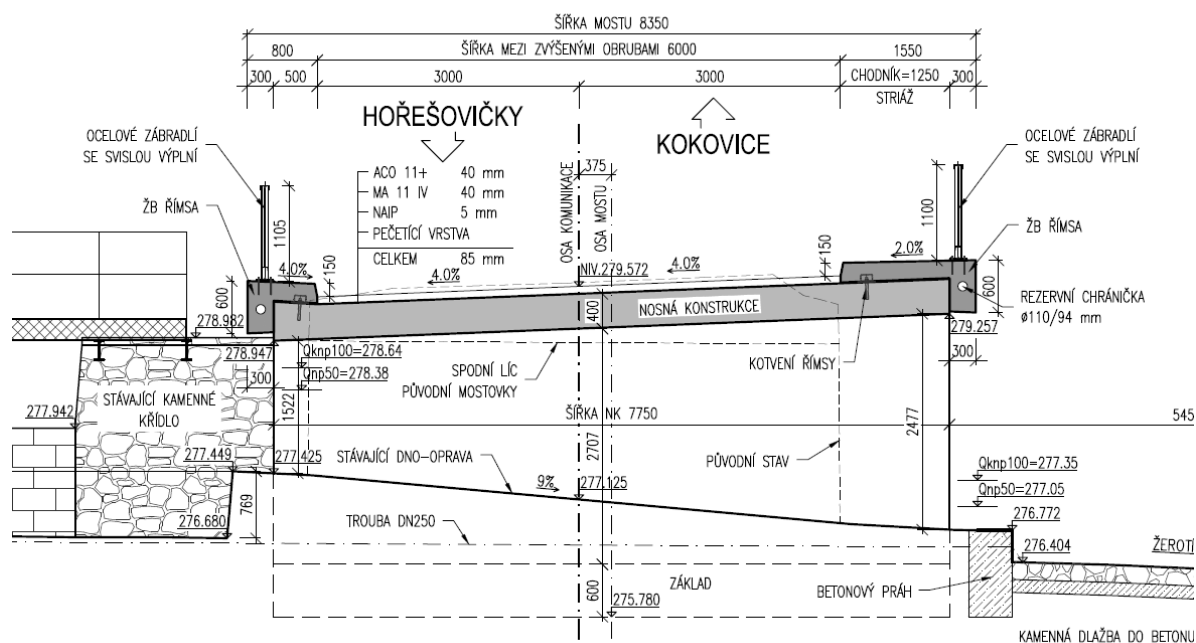 ŠÍŘKA MOSTU 8350
800
ŠÍŘKA MEZI ZVÝŠENÝMI OBRUBAMI 6000
1550
300
500
3000
3000
CHODNÍK=1250
300
STRIÁŽ
HOŘEŠOVIČKY
KOKOVICE
OCELOVÉ ZÁBRADLÍ
SE SVISLOU VÝPLNÍ
OCELOVÉ ZÁBRADLÍ
SE SVISLOU VÝPLNÍ
ACO 11+ 40 mm
MA 11 IV 40 mm
NAIP 5 mm
PEČETÍCÍ VRSTVA
CELKEM 85 mm
OSA KOMUNIKACE
OSA MOSTU
375
ŽB ŘÍMSA
1105
1100
ŽB ŘÍMSA
4.0%
150
4.0%
NIV.279.572
4.0%
150
2.0%
600
400
NOSNÁ KONSTRUKCE
600
REZERVNÍ CHRÁNIČKA
ø110/94 mm
278.982
279.257
278.947
Qknp100=278.64
Qnp50=278.38
SPODNÍ LÍC
PŮVODNÍ MOSTOVKY
KOTVENÍ ŘÍMSY
300
300
STÁVAJÍCÍ KAMENNÉ
KŘÍDLO
277.942
1522
ŠÍŘKA NK 7750
2477
545
277.449
277.425
STÁVAJÍCÍ DNO-OPRAVA
2707
PŮVODNÍ STAV
Qknp100=277.35
9%
277.125
Qnp50=277.05
276.680
769
TROUBA DN250
276.772
276.404
ŽEROTÍ
600
ZÁKLAD
275.780
BETONOVÝ PRÁH
KAMENNÁ DLAŽBA DO BETONU